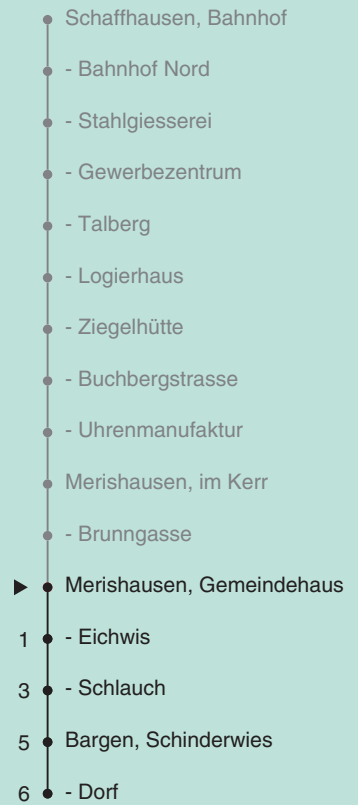 Schaffhausen, Bahnhof
- Bahnhof Nord
- Stahlgiesserei
- Gewerbezentrum
- Talberg
- Logierhaus
- Ziegelhütte
- Buchbergstrasse
- Uhrenmanufaktur
Merishausen, im Kerr
- Brunngasse
Merishausen, Gemeindehaus
1 - Eichwis
3 - Schlauch
5 Bargen, Schinderwies
6 - Dorf